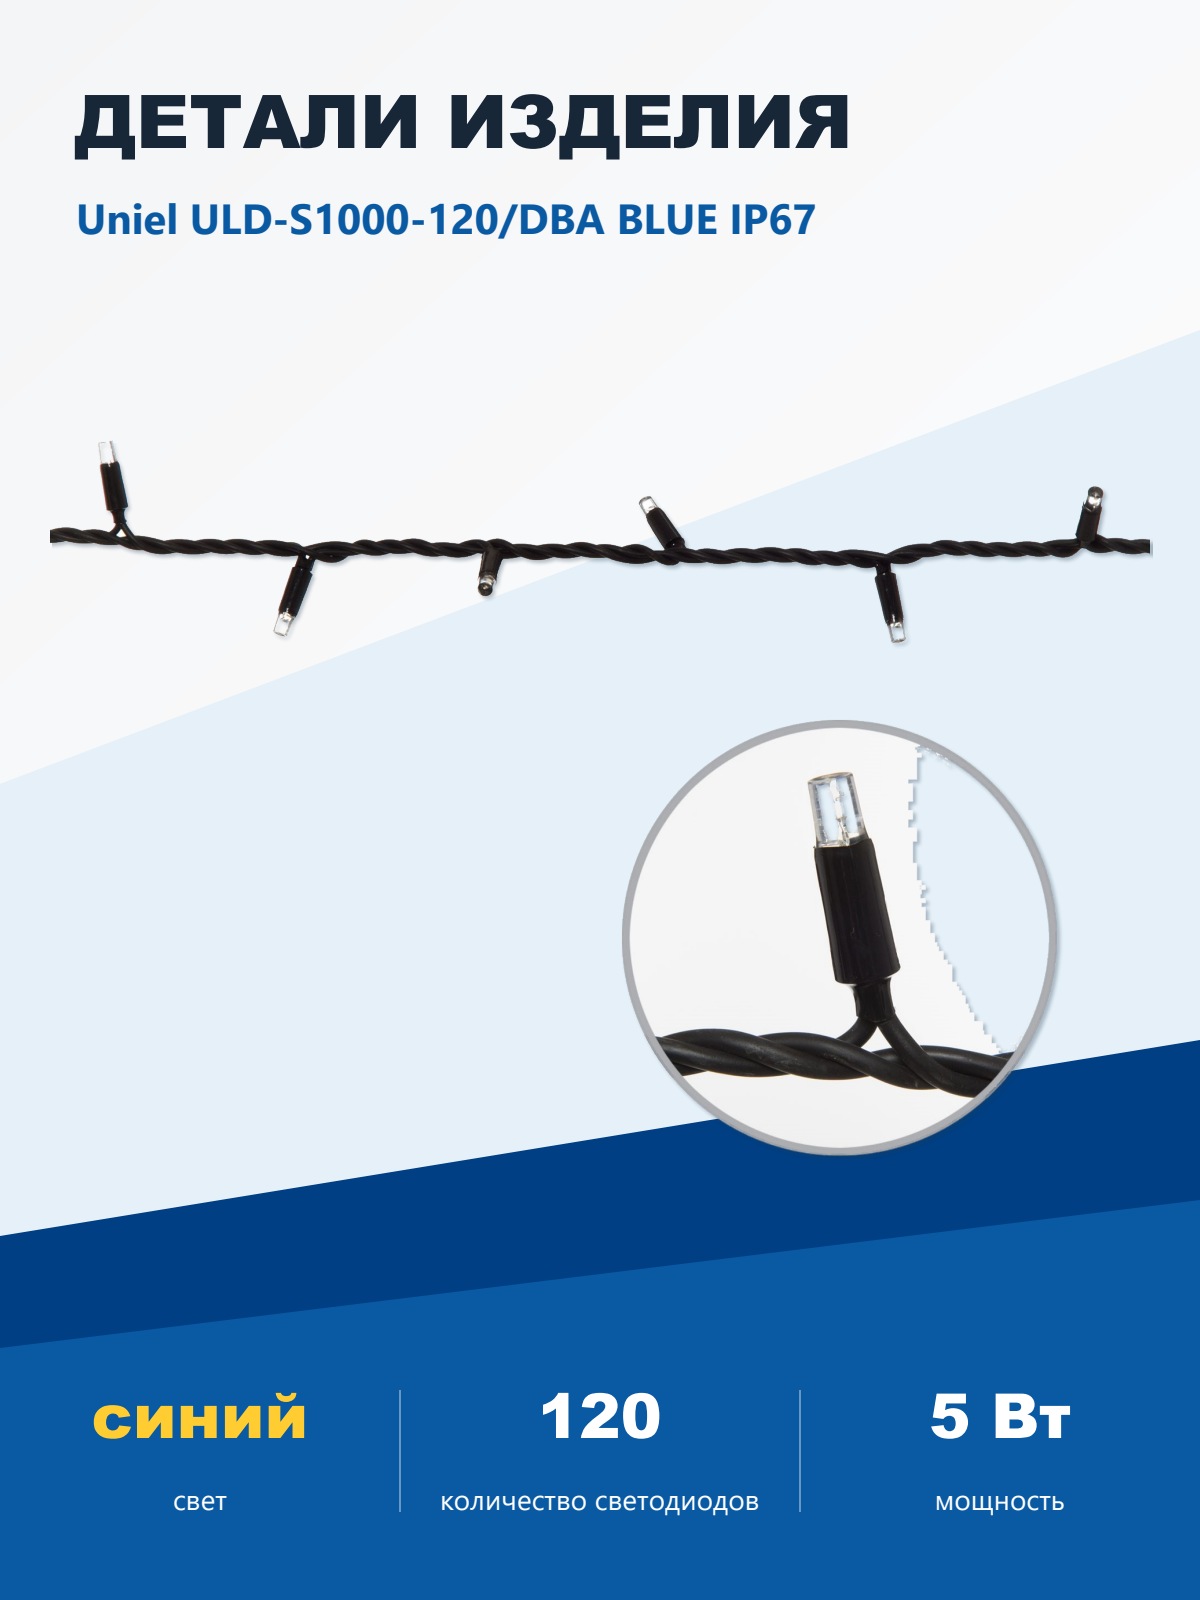 ДЕТАЛИ ИЗДЕЛИЯ
Uniel ULD-S1000-120/DBA BLUE IP67
синий
свет
120
количество светодиодов
5 Вт
мощность